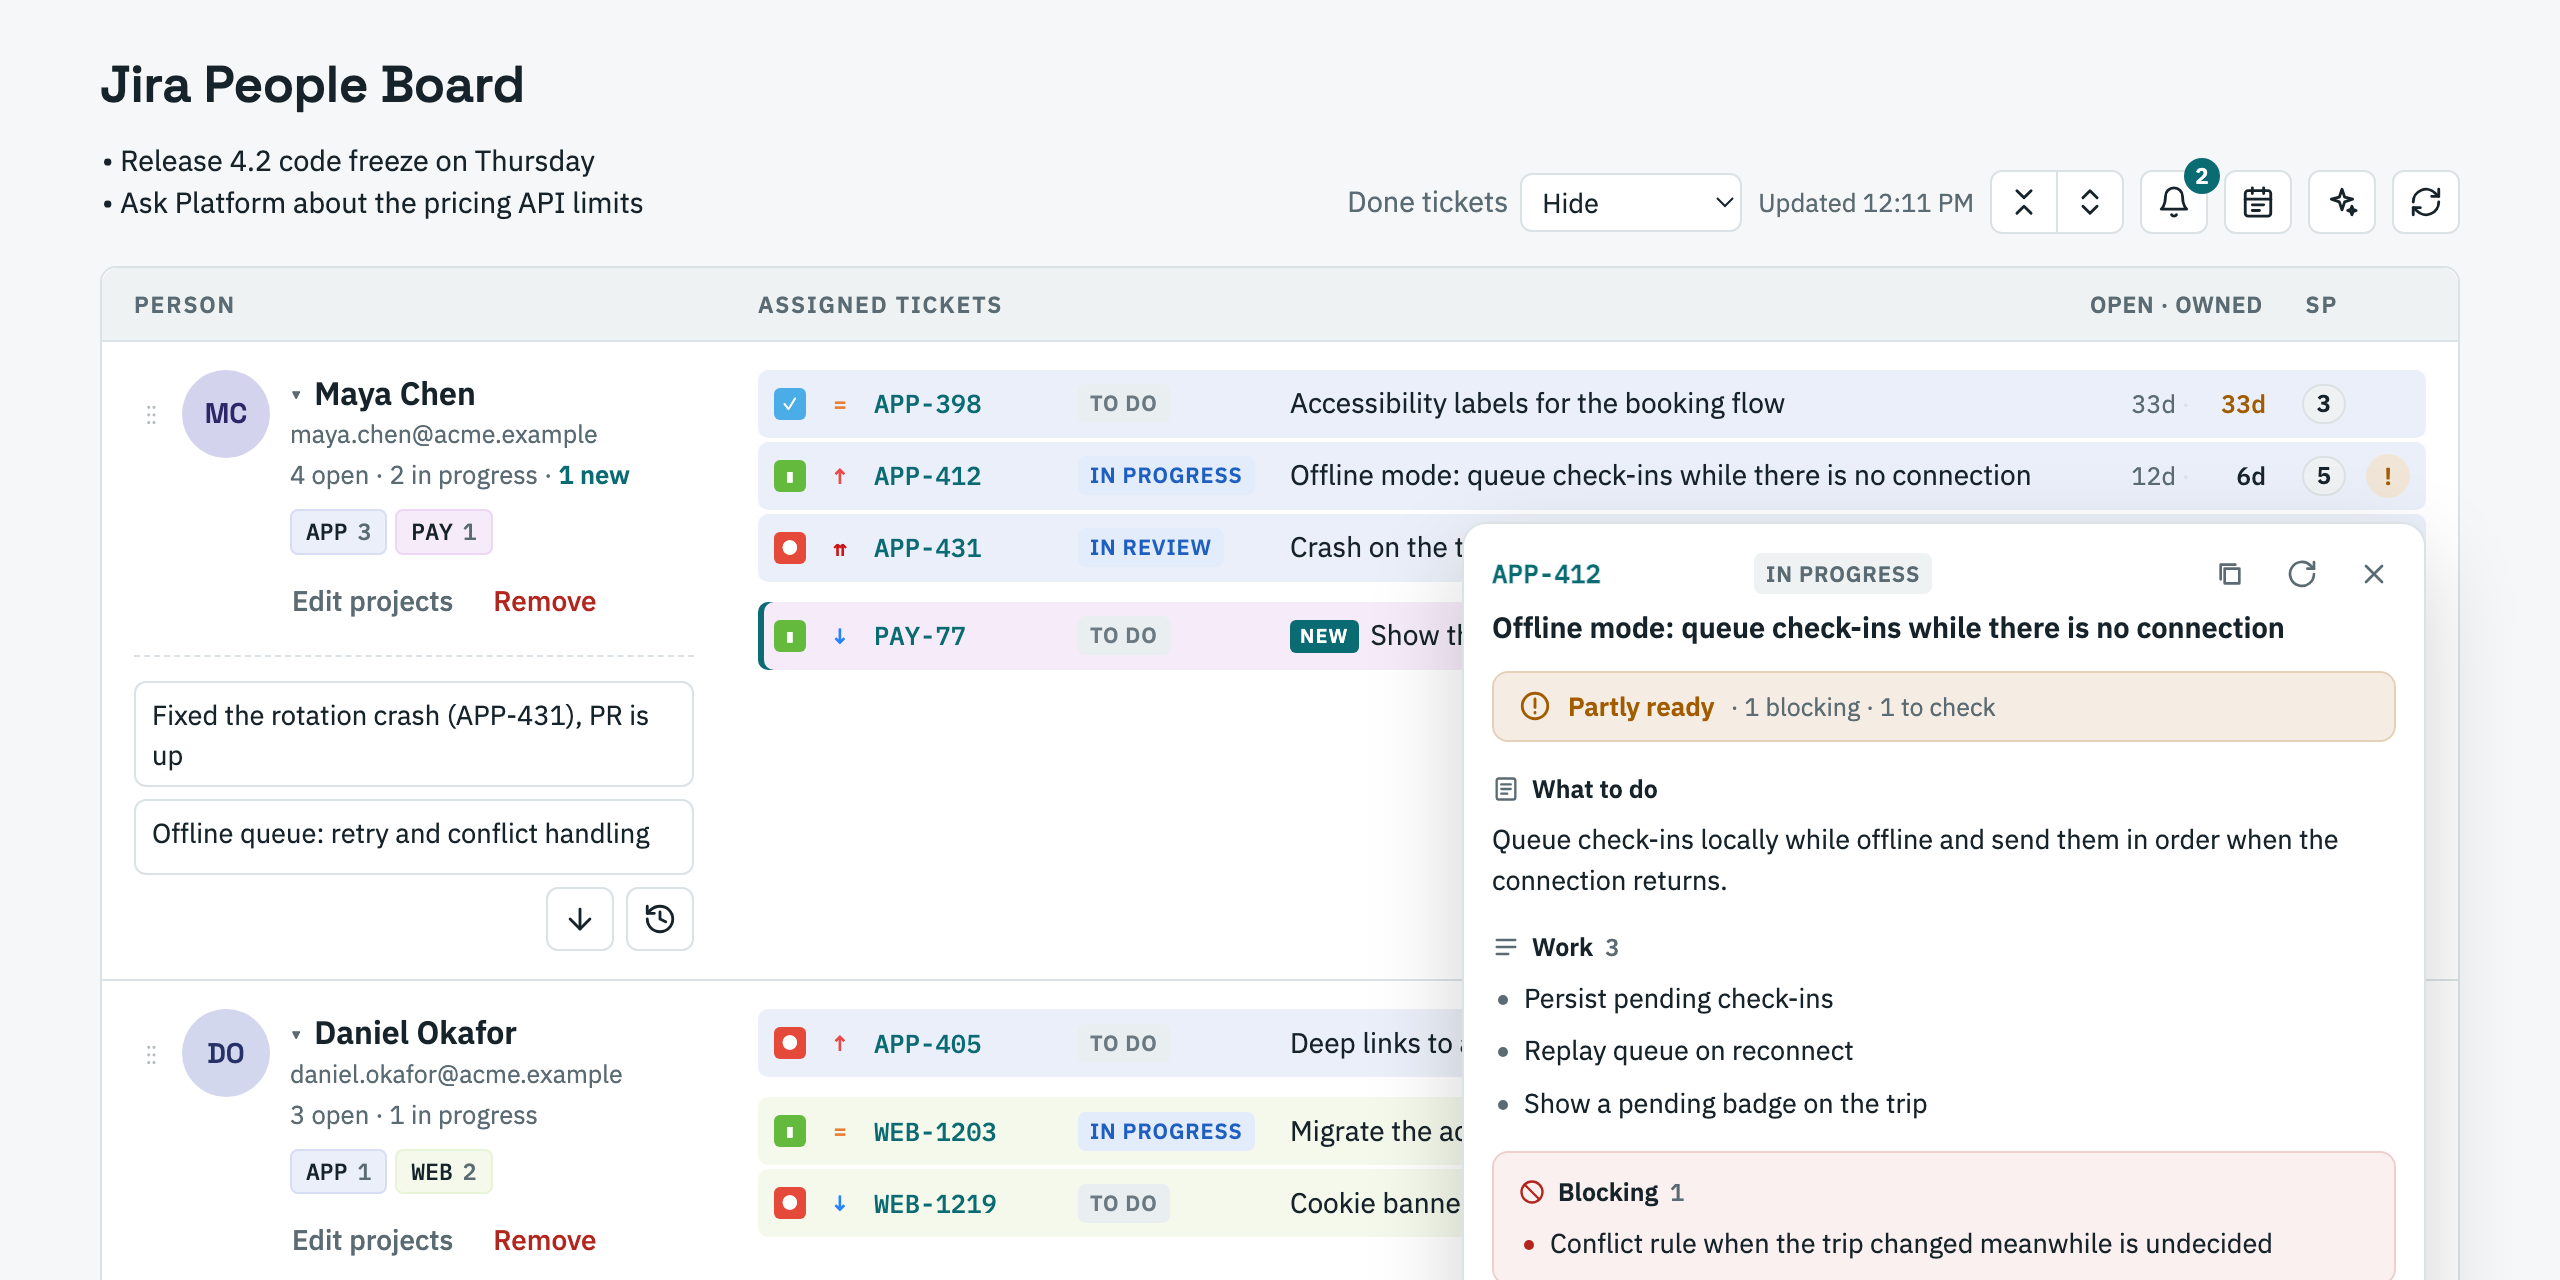 Jira People Board
• Release 4.2 code freeze on Thursday
• Ask Platform about the pricing API limits
Done tickets Hide Updated 12:11 PM 2
PERSON ASSIGNED TICKETS OPEN · OWNED SP
MC
Maya Chen
maya.chen@acme.example
4 open · 2 in progress · 1 new
APP 3 PAY 1
Edit projects Remove
Fixed the rotation crash (APP-431), PR is
up
Offline queue: retry and conflict handling
APP-398 TO DO Accessibility labels for the booking flow 33d · 33d 3
APP-412 IN PROGRESS Offline mode: queue check-ins while there is no connection 12d · 6d 5 !
APP-431 IN REVIEW Crash on the
PAY-77 TO DO NEW Show
DO
Daniel Okafor
daniel.okafor@acme.example
3 open · 1 in progress
APP 1 WEB 2
Edit projects Remove
APP-405 TO DO Deep links to
WEB-1203 IN PROGRESS Migrate the
WEB-1219 TO DO Cookie
APP-412 IN PROGRESS
Offline mode: queue check-ins while there is no connection
Partly ready · 1 blocking · 1 to check
What to do
Queue check-ins locally while offline and send them in order when the
connection returns.
Work 3
• Persist pending check-ins
• Replay queue on reconnect
• Show a pending badge on the trip
Blocking 1
• Conflict rule when the trip changed meanwhile is undecided